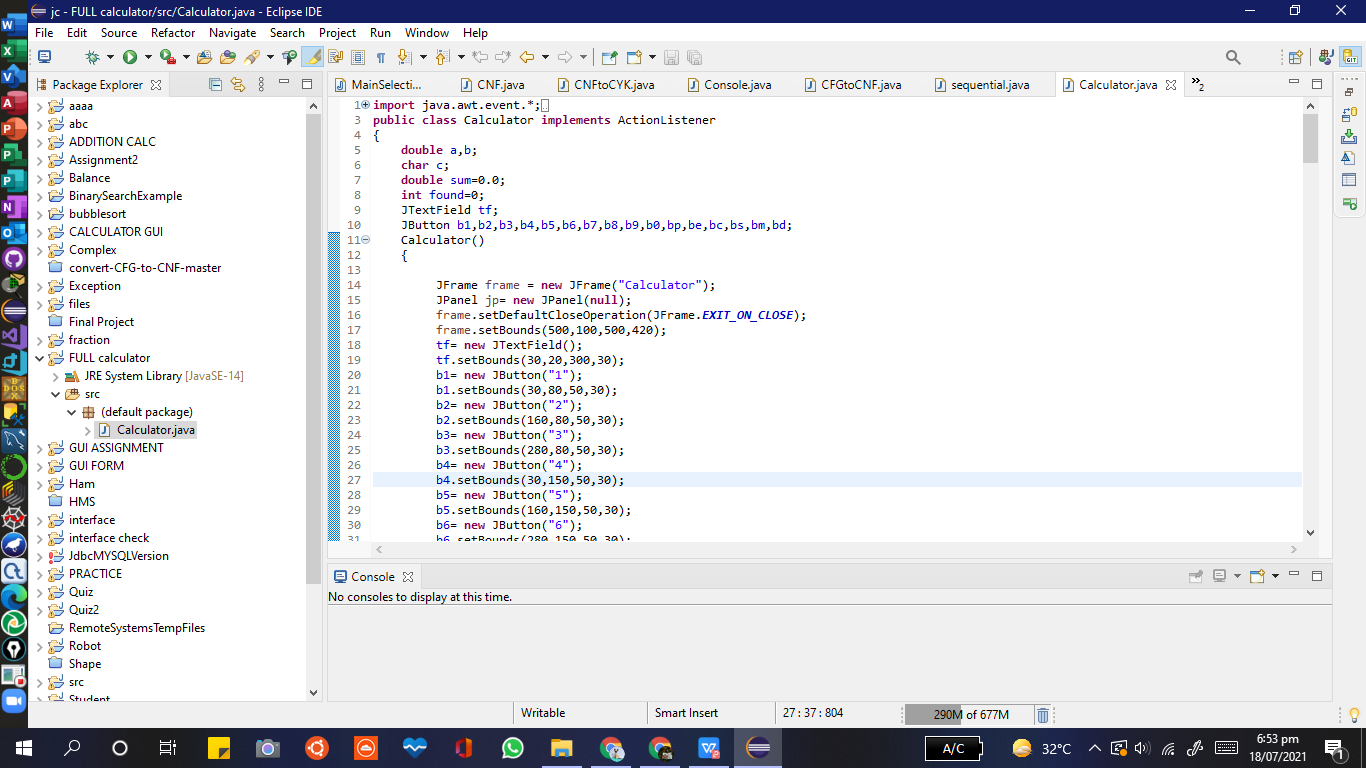 jc - FULL calculator/src/Calculator.java - Eclipse IDE
File Edit Source Refactor Navigate Search Project Run Window Help
Package Explorer
aaaa
abc
ADDITION CALC
Assignment2
Balance
BinarySearchExample
bubblesort
CALCULATOR GUI
Complex
convert-CFG-to-CNF-master
Exception
files
Final Project
fraction
FULL calculator
JRE System Library [JavaSE-14]
src
(default package)
Calculator.java
GUI ASSIGNMENT
GUI FORM
Ham
HMS
interface
interface check
JdbcMYSQLVersion
PRACTICE
Quiz
Quiz2
RemoteSystemsTempFiles
Robot
Shape
src
Student
MainSelecti... CNF.java CNFtoCYK.java Console.java CFGtoCNF.java sequential.java Calculator.java 2
1 import java.awt.event.*;
3 public class Calculator implements ActionListener
4 {
5 double a,b;
6 char c;
7 double sum=0.0;
8 int found=0;
9 JTextField tf;
10 JButton b1,b2,b3,b4,b5,b6,b7,b8,b9,b0,bp,be,bc,bs,bm,bd;
11 Calculator()
12 {
13
14 JFrame frame = new JFrame("Calculator");
15 JPanel jp= new JPanel(null);
16 frame.setDefaultCloseOperation(JFrame.EXIT_ON_CLOSE);
17 frame.setBounds(500,100,500,420);
18 tf= new JTextField();
19 tf.setBounds(30,20,300,30);
20 b1= new JButton("1");
21 b1.setBounds(30,80,50,30);
22 b2= new JButton("2");
23 b2.setBounds(160,80,50,30);
24 b3= new JButton("3");
25 b3.setBounds(280,80,50,30);
26 b4= new JButton("4");
27 b4.setBounds(30,150,50,30);
28 b5= new JButton("5");
29 b5.setBounds(160,150,50,30);
30 b6= new JButton("6");
31 b6.setBounds(280,150,50,30);
Console
No consoles to display at this time.
Writable Smart Insert 27 : 37 : 804 290M of 677M
A/C 32°C 6:53 pm
18/07/2021